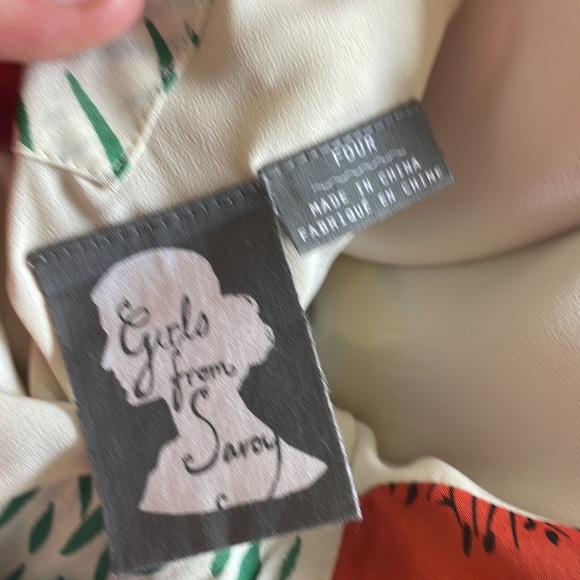 FOUR
MADE IN CHINA
FABRIQUÉ EN CHINE
Girls
from
Savoy